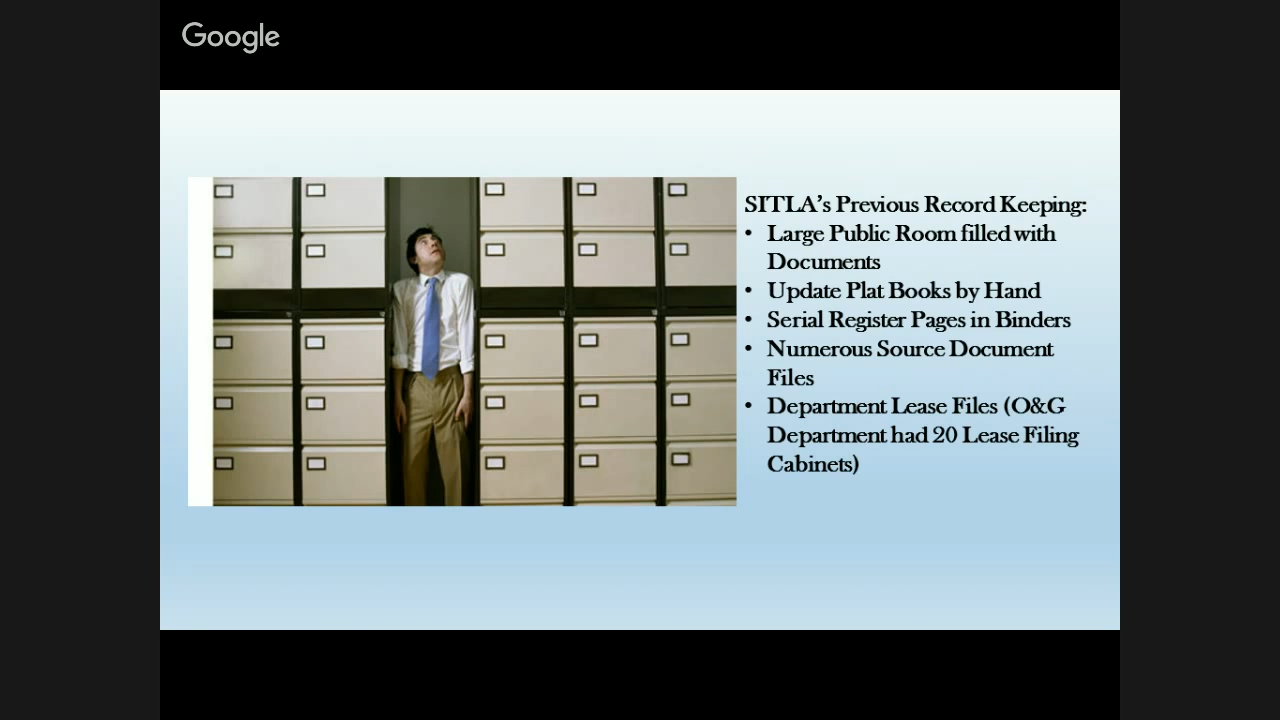 Google
SITLA’s Previous Record Keeping:
• Large Public Room filled with
Documents
• Update Plat Books by Hand
• Serial Register Pages in Binders
• Numerous Source Document
Files
• Department Lease Files (O&G
Department had 20 Lease Filing
Cabinets)